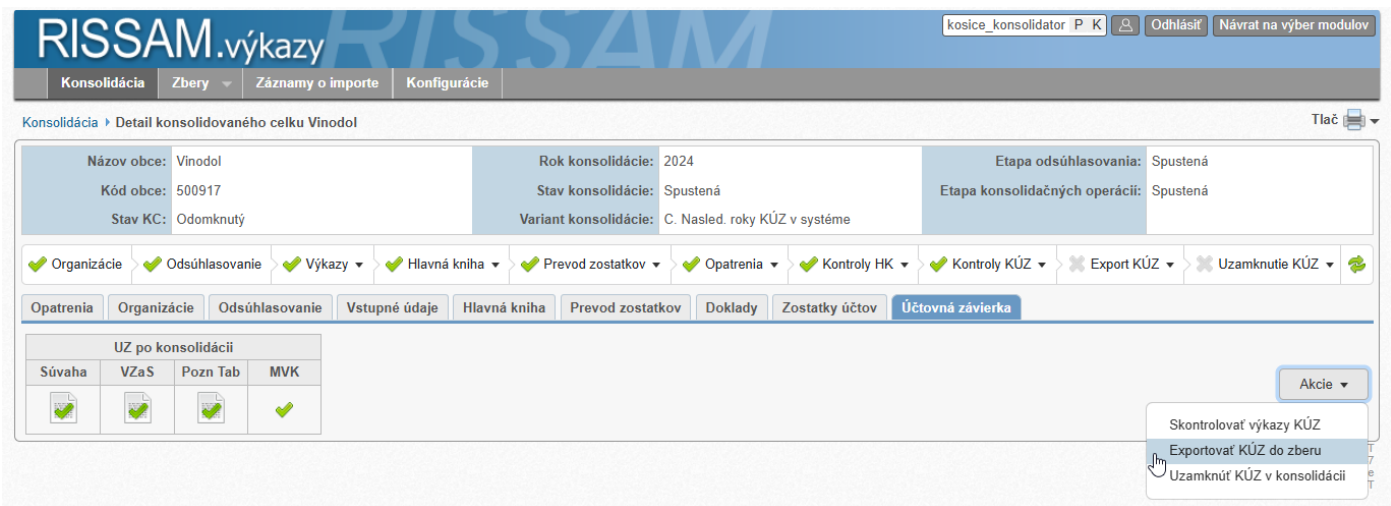 RISSAM.výkazy
RISSAM
kosice_konsolidator P K Odhlásiť Návrat na výber modulov
Konsolidácia Zbery Záznamy o importe Konfigurácie
Konsolidácia Detail konsolidovaného celku Vinodol Tlač
Názov obce: Vinodol Rok konsolidácie: 2024 Etapa odsúhlasovania: Spustená
Kód obce: 500917 Stav konsolidácie: Spustená Etapa konsolidačných operácií: Spustená
Stav KC: Odomknutý Variant konsolidácie: C. Nasled. roky KÚZ v systéme
Organizácie Odsúhlasovanie Výkazy Hlavná kniha Prevod zostatkov Opatrenia Kontroly HK Kontroly KÚZ Export KÚZ Uzamknutie KÚZ
Opatrenia Organizácie Odsúhlasovanie Vstupné údaje Hlavná kniha Prevod zostatkov Doklady Zostatky účtov Účtovná závierka
UZ po konsolidácii
Súvaha VZaS Pozn Tab MVK
Akcie
Skontrolovať výkazy KÚZ
Exportovať KÚZ do zberu
Uzamknúť KÚZ v konsolidácii